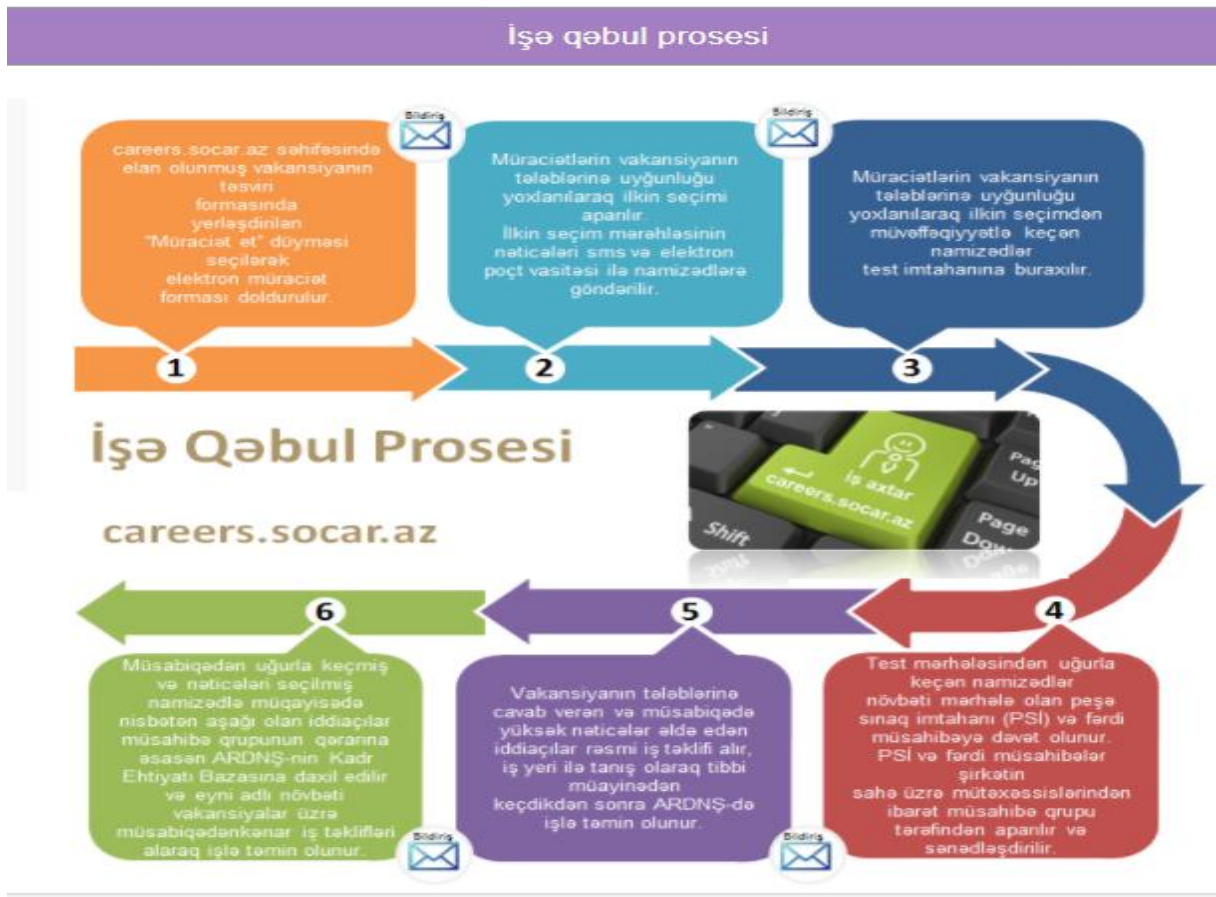 İşə qəbul prosesi
Bildiriş
careers.socar.az səhifəsində
elan olunmuş vakansiyanın
təsviri
formasında
yerləşdirilən
"Müraciət et" düyməsi
seçilərək
elektron müraciət
forması doldurulur.
1
Bildiriş
Müraciətlərin vakansiyanın
tələblərinə uyğunluğu
yoxlanılaraq ilkin seçimi
aparılır.
İlkin seçim mərəhləsinin
nəticələri sms və elektron
poçt vasitəsi ilə namizədlərə
göndərilir.
2
Müraciətlərin vakansiyanın
tələblərinə uyğunluğu
yoxlanılaraq ilkin seçimdən
müvəffəqiyyətlə keçən
namizədlər
test imtahanına buraxılır.
3
İşə Qəbul Prosesi
careers.socar.az
iş axtar
careers.socar.az
Shift
Page
Up
Page
Down
4
Test mərhələsindən uğurla
keçən namizədlər
növbəti mərhələ olan peşə
sınaq imtahanı (PSİ) və fərdi
müsahibəyə dəvət olunur.
PSİ və fərdi müsahibələr
şirkətin
sahə üzrə mütəxəssislərindən
ibarət müsahibə qrupu
tərəfindən aparılır və
sənədləşdirilir.
5
Vakansiyanın tələblərinə
cavab verən və müsabiqədə
yüksək nəticələr əldə edən
iddiaçılar rəsmi iş təklifi alır,
iş yeri ilə tanış olaraq tibbi
müayinədən
keçdikdən sonra ARDNŞ-də
işlə təmin olunur.
Bildiriş
6
Müsabiqədən uğurla keçmiş
və nəticələri seçilmiş
namizədlə müqayisədə
nisbətən aşağı olan iddiaçılar
müsahibə qrupunun qərarına
əsasən ARDNŞ-nin Kadr
Ehtiyatı Bazasına daxil edilir
və eyni adlı növbəti
vakansiyalar üzrə
müsabiqədənkənar iş təklifləri
alaraq işlə təmin olunur.
Bildiriş